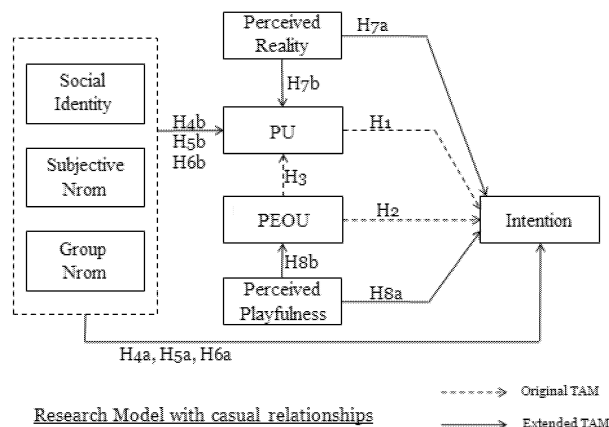 Perceived
Reality
H7a
Social
Identity
H7b
H4b
H5b
H6b
PU
H1
Subjective
Nrom
H3
PEOU
H2
Intention
Group
Nrom
H8b
Perceived
Playfulness
H8a
H4a, H5a, H6a
Original TAM
Research Model with casual relationships
Extended TAM